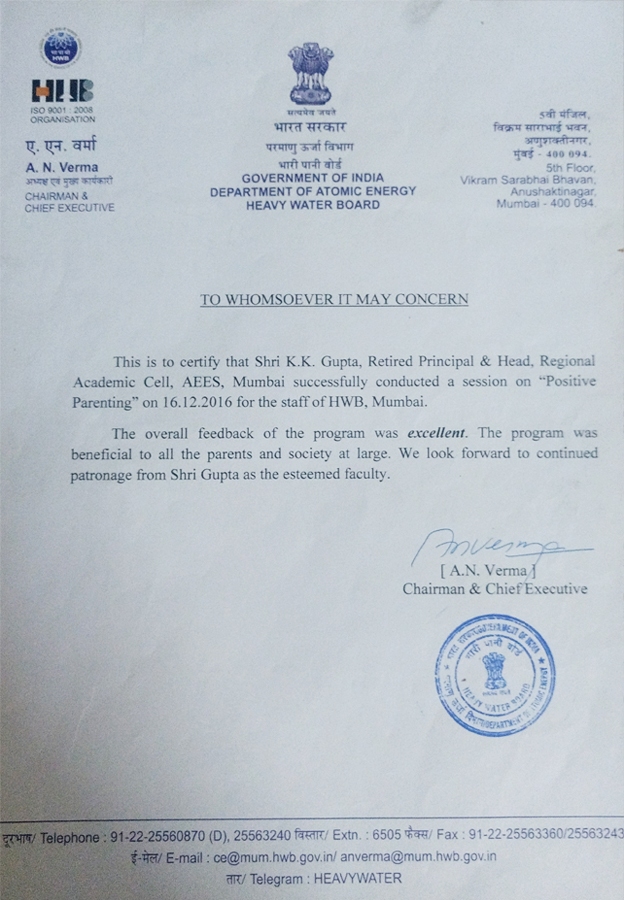 HWB
ISO 9001 : 2008
ORGANISATION
ए. एन. वर्मा
A. N. Verma
अध्यक्ष एवं मुख्य कार्यकारी
CHAIRMAN &
CHIEF EXECUTIVE
सत्यमेव जयते
भारत सरकार
परमाणु ऊर्जा विभाग
भारी पानी बोर्ड
GOVERNMENT OF INDIA
DEPARTMENT OF ATOMIC ENERGY
HEAVY WATER BOARD
5वी मंजिल,
विक्रम साराभाई भवन,
अणुशक्तीनगर,
मुंबई - 400 094.
5th Floor,
Vikram Sarabhai Bhavan,
Anushaktinagar,
Mumbai - 400 094.
TO WHOMSOEVER IT MAY CONCERN
This is to certify that Shri K.K. Gupta, Retired Principal & Head, Regional
Academic Cell, AEES, Mumbai successfully conducted a session on “Positive
Parenting” on 16.12.2016 for the staff of HWB, Mumbai.
The overall feedback of the program was excellent. The program was
beneficial to all the parents and society at large. We look forward to continued
patronage from Shri Gupta as the esteemed faculty.
Anverma
[ A.N. Verma ]
Chairman & Chief Executive
भारी पानी बोर्ड
HEAVY WATER BOARD
दूरभाष/ Telephone : 91-22-25560870 (D), 25563240 विस्तार/ Extn. : 6505 फैक्स/ Fax : 91-22-25563360/25563243
ई-मेल/ E-mail : ce@mum.hwb.gov.in/ anverma@mum.hwb.gov.in
तार/ Telegram : HEAVYWATER